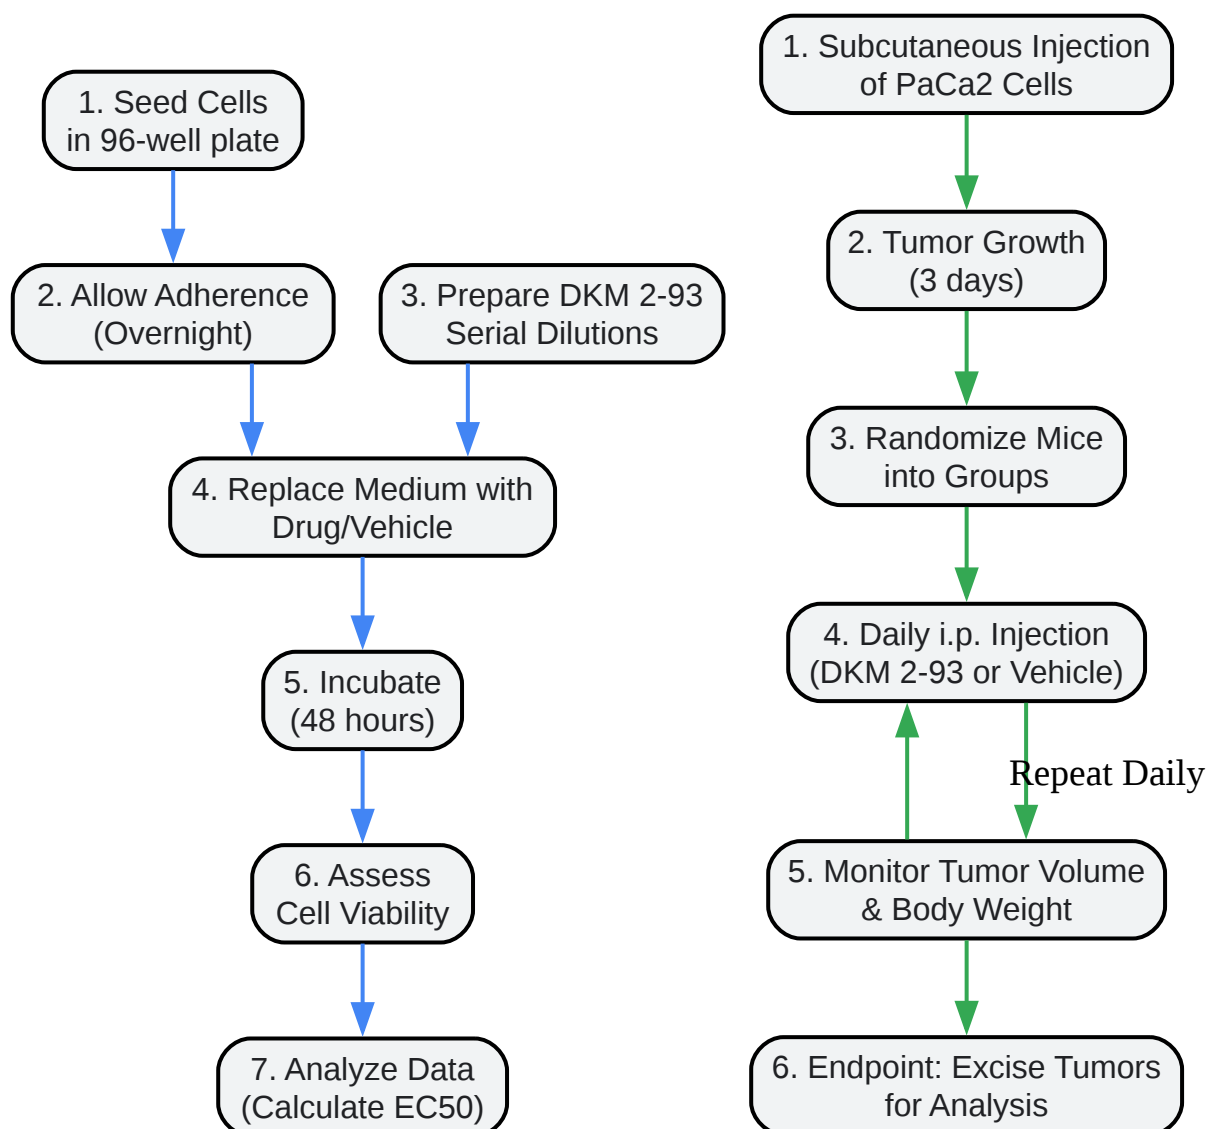 1. Seed Cells
in 96-well plate
2. Allow Adherence
(Overnight)
3. Prepare DKM 2-93
Serial Dilutions
4. Replace Medium with
Drug/Vehicle
5. Incubate
(48 hours)
6. Assess
Cell Viability
7. Analyze Data
(Calculate EC50)
1. Subcutaneous Injection
of PaCa2 Cells
2. Tumor Growth
(3 days)
3. Randomize Mice
into Groups
4. Daily i.p. Injection
(DKM 2-93 or Vehicle)
Repeat Daily
5. Monitor Tumor Volume
& Body Weight
6. Endpoint: Excise Tumors
for Analysis